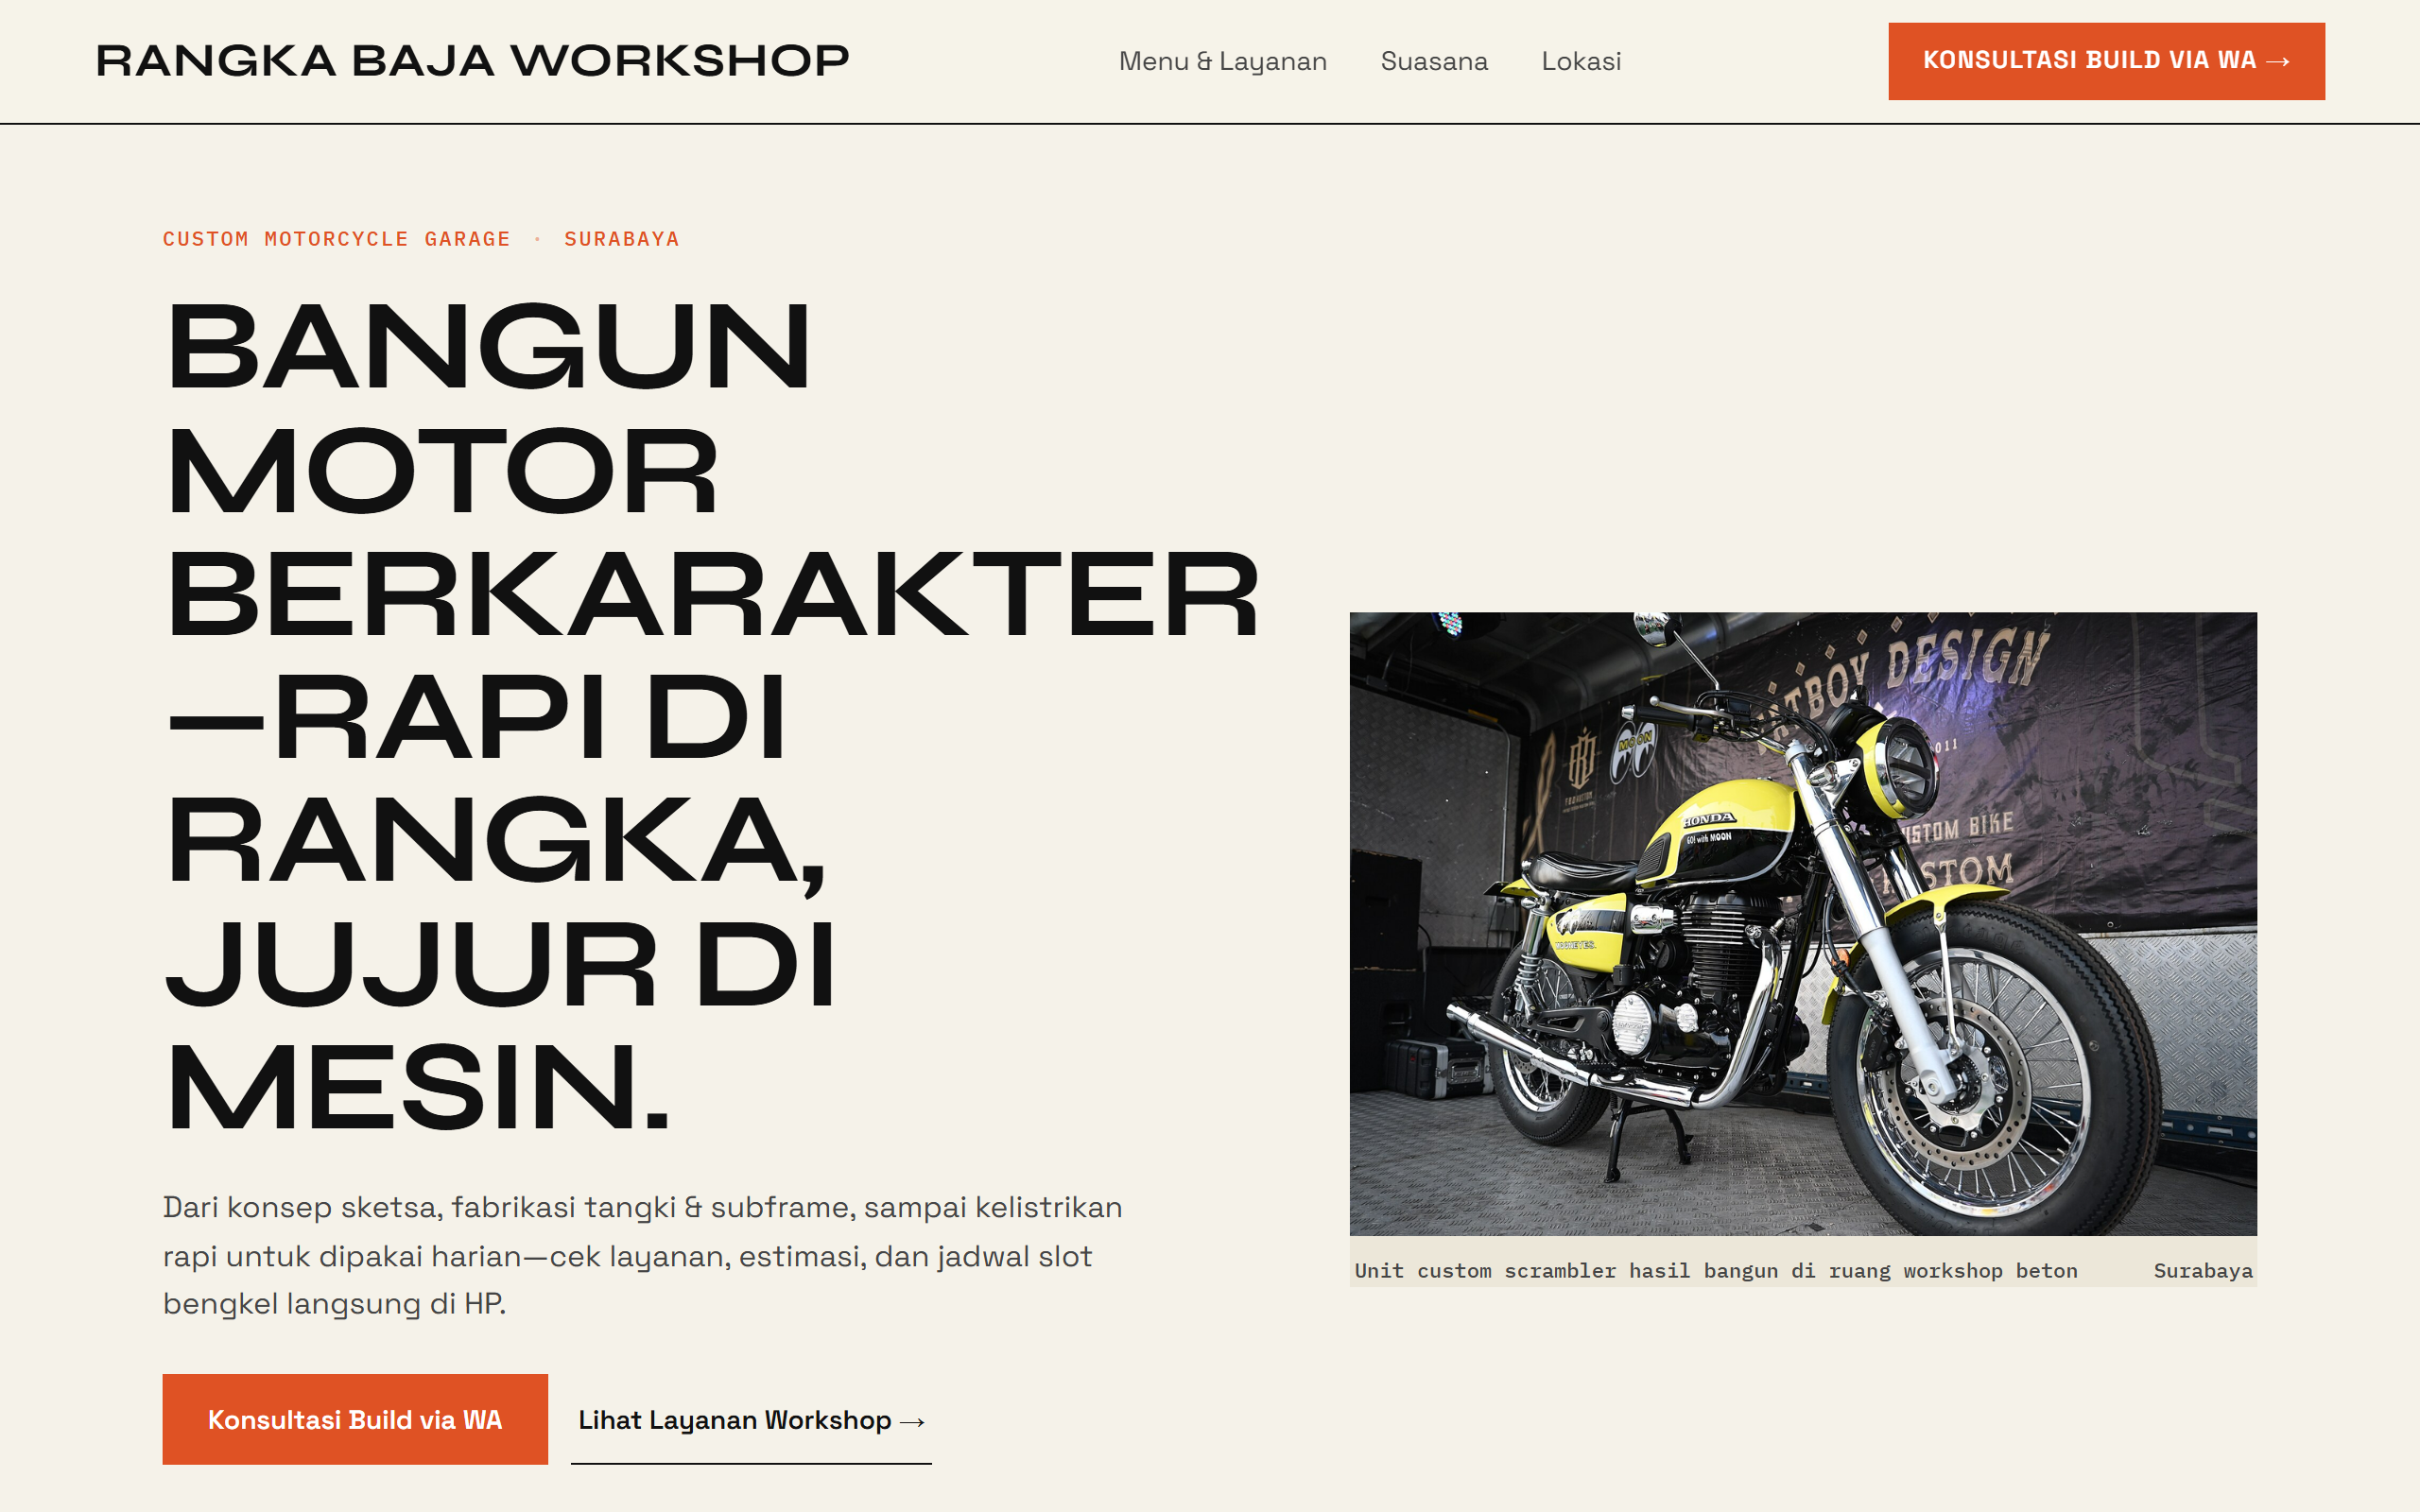 RANGKA BAJA WORKSHOP
Menu & Layanan
Suasana
Lokasi
KONSULTASI BUILD VIA WA →
CUSTOM MOTORCYCLE GARAGE · SURABAYA
BANGUN
MOTOR
BERKARAKTER
—RAPI DI
RANGKA,
JUJUR DI
MESIN.
Dari konsep sketsa, fabrikasi tangki & subframe, sampai kelistrikan
rapi untuk dipakai harian—cek layanan, estimasi, dan jadwal slot
bengkel langsung di HP.
Konsultasi Build via WA
Lihat Layanan Workshop →
DESIGN
MOON
HONDA
MOONEYES
Unit custom scrambler hasil bangun di ruang workshop beton
Surabaya